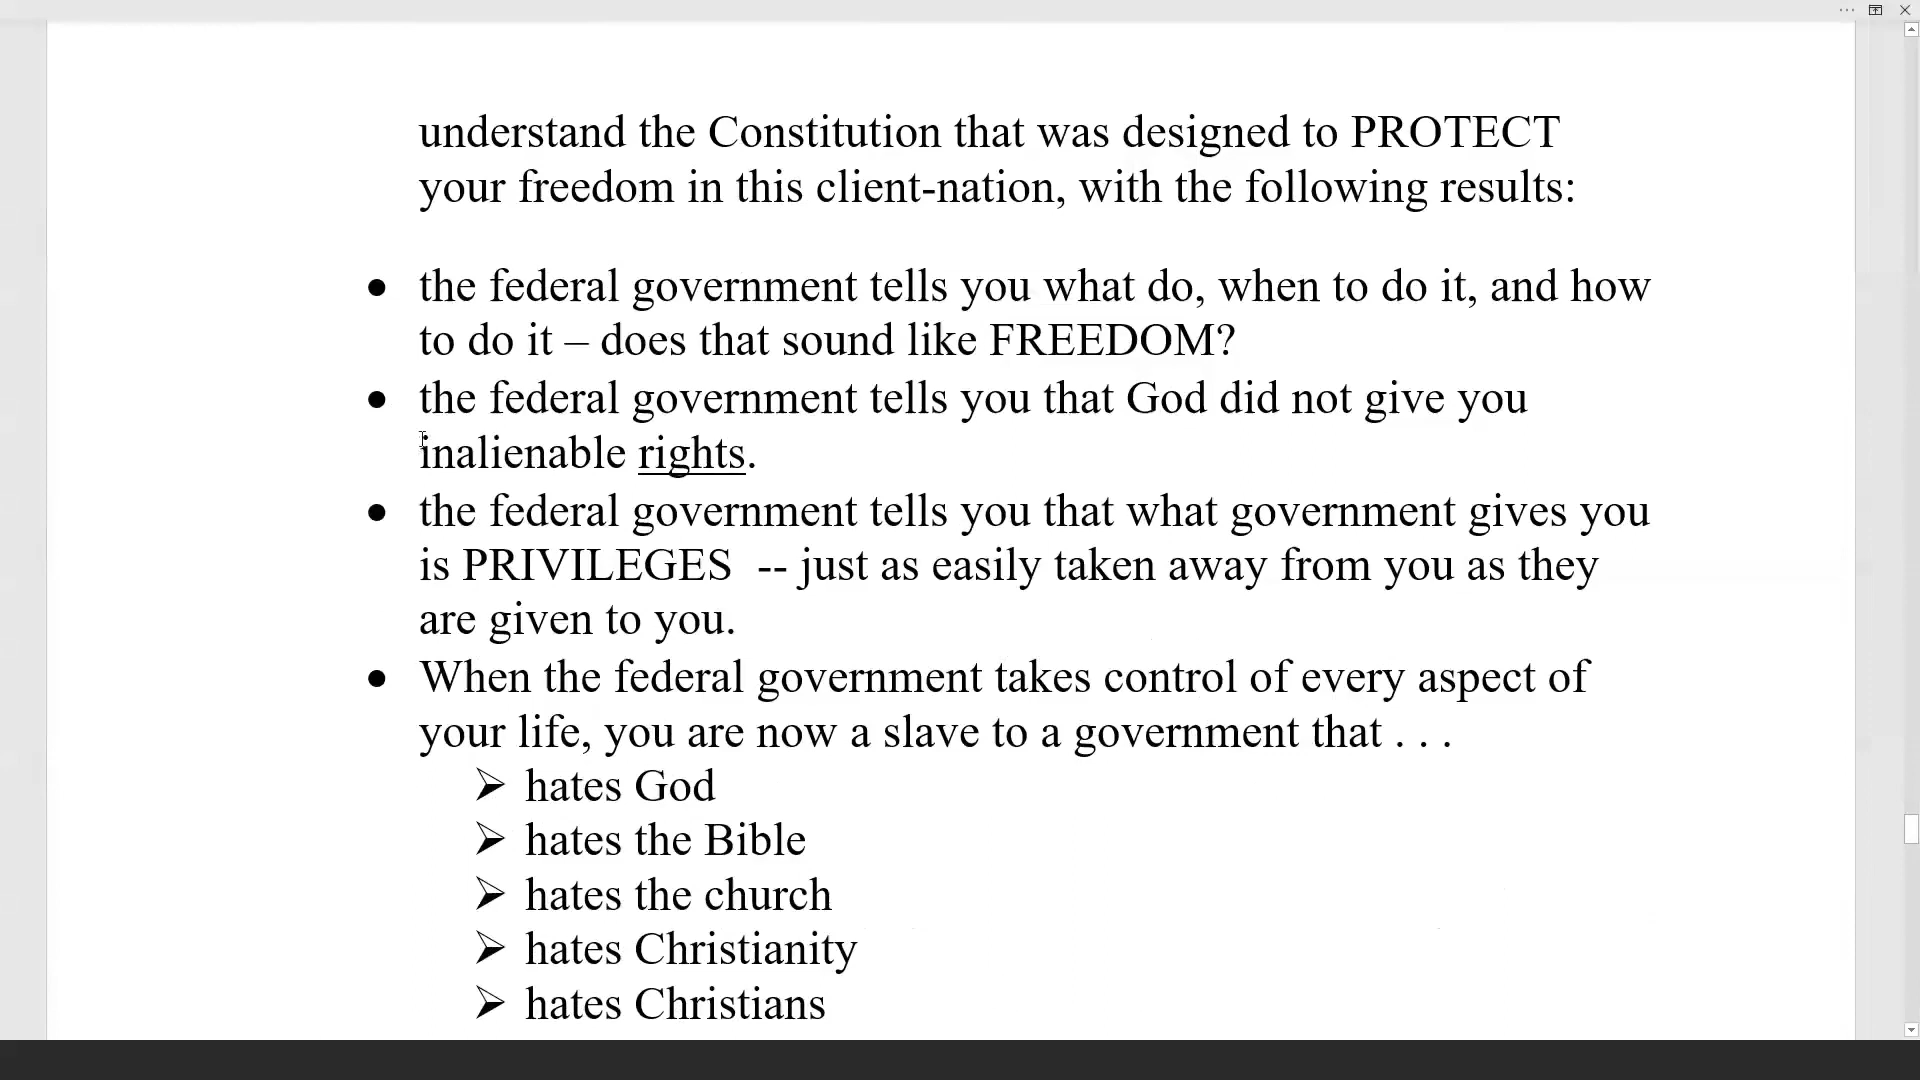 understand the Constitution that was designed to PROTECT
your freedom in this client-nation, with the following results:
• the federal government tells you what do, when to do it, and how
to do it – does that sound like FREEDOM?
• the federal government tells you that God did not give you
inalienable rights.
• the federal government tells you that what government gives you
is PRIVILEGES -- just as easily taken away from you as they
are given to you.
• When the federal government takes control of every aspect of
your life, you are now a slave to a government that . . .
➢ hates God
➢ hates the Bible
➢ hates the church
➢ hates Christianity
➢ hates Christians